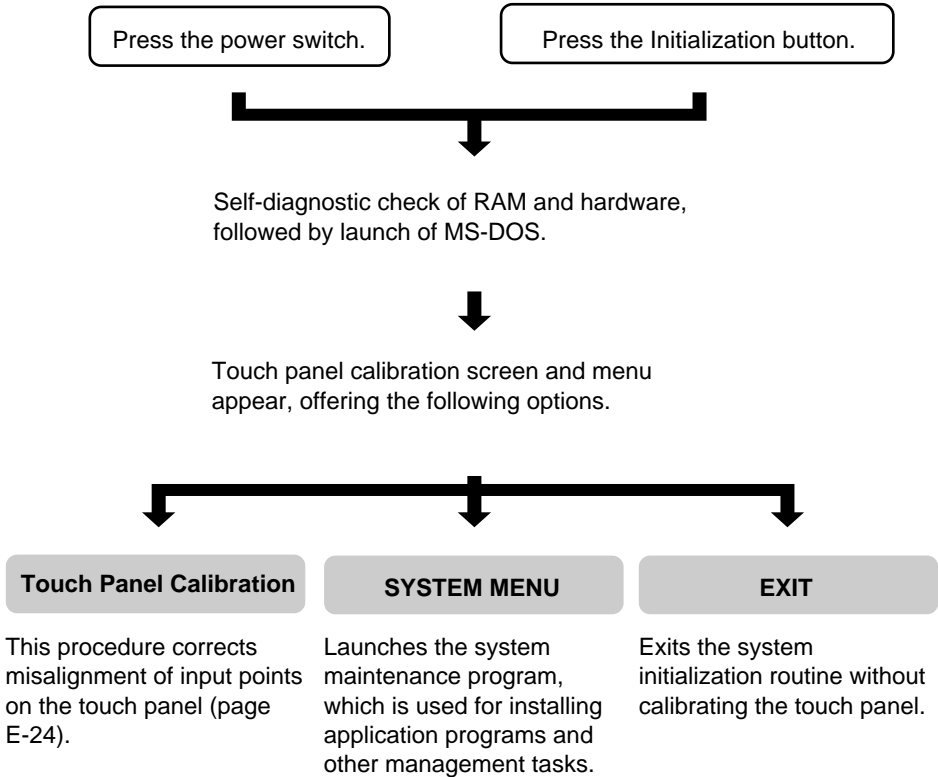 Press the power switch.
Press the Initialization button.
Self-diagnostic check of RAM and hardware,
followed by launch of MS-DOS.
Touch panel calibration screen and menu
appear, offering the following options.
Touch Panel Calibration
This procedure corrects
misalignment of input points
on the touch panel (page
E-24).
SYSTEM MENU
Launches the system
maintenance program,
which is used for installing
application programs and
other management tasks.
EXIT
Exits the system
initialization routine without
calibrating the touch panel.